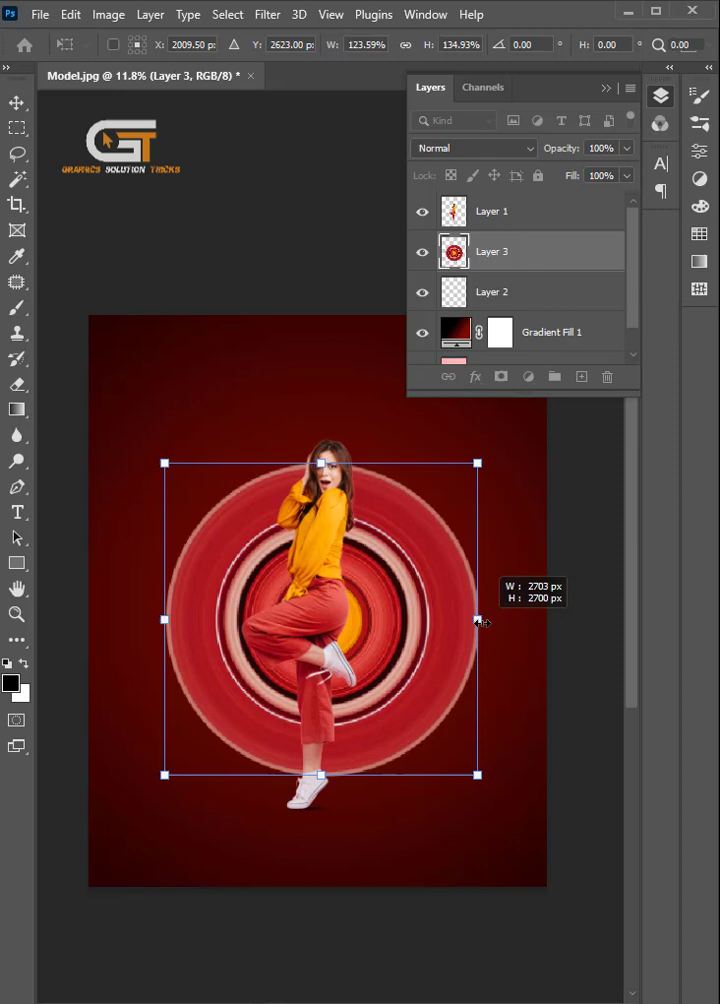 Ps File Edit Image Layer Type Select Filter 3D View Plugins Window Help
X: 2009.50 p: Y: 2623.00 p: W: 123.59% H: 134.93% 0.00 ° H: 0.00 ° 0.00
Model.jpg @ 11.8% (Layer 3, RGB/8) * ×
Layers Channels
Kind
Normal Opacity: 100%
Lock: Fill: 100%
Layer 1
Layer 3
Layer 2
Gradient Fill 1
fx
GT
GRAPHICS SOLUTION TRICKS
W : 2703 px
H : 2700 px